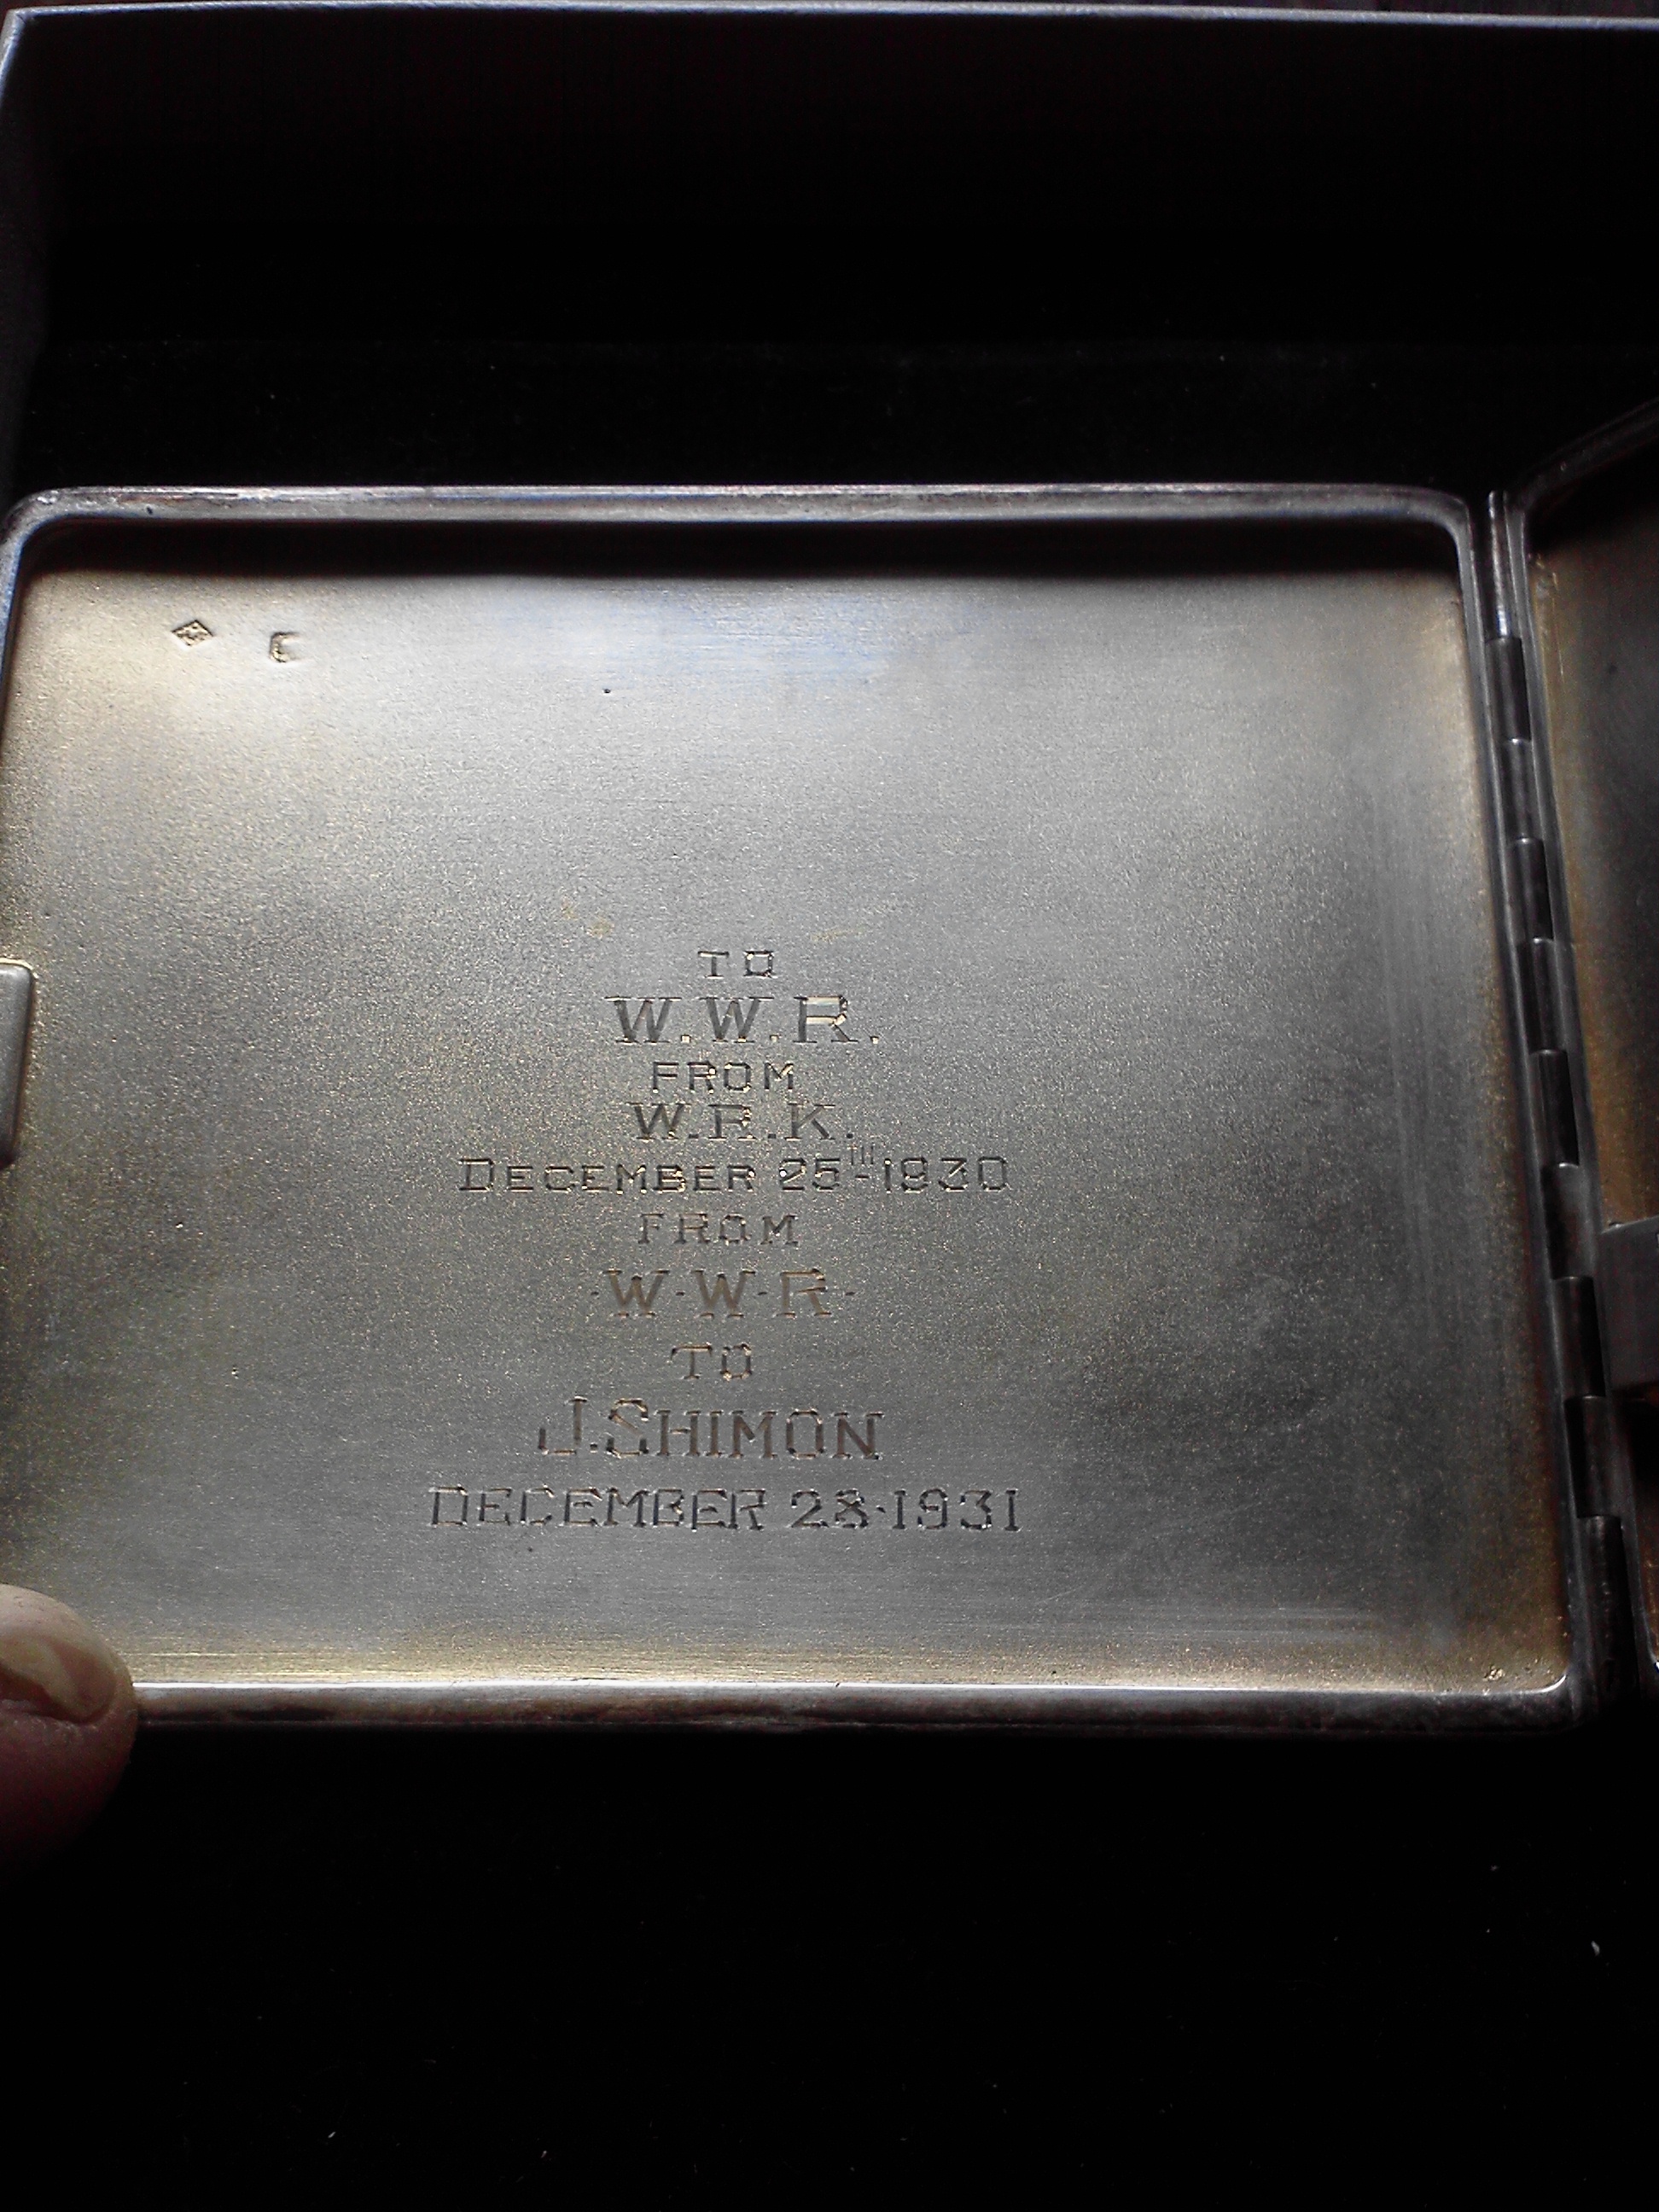 TO
W.W.R.
FROM
W.R.K.
DECEMBER 25TH-1930
FROM
·W·W·R·
TO
J.SHIMON
DECEMBER 28·1931